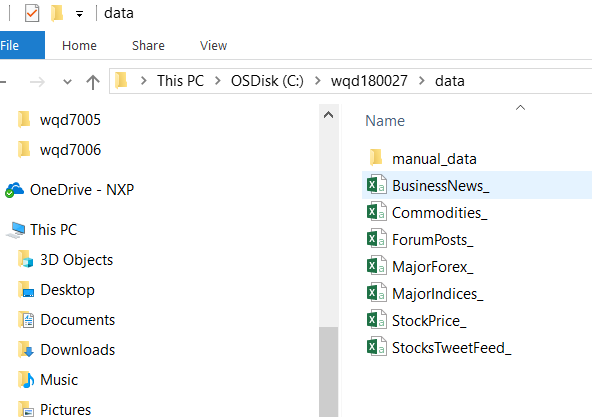 data
File
Home
Share
View
This PC
OSDisk (C:)
wqd180027
data
wqd7005
wqd7006
OneDrive - NXP
This PC
3D Objects
Desktop
Documents
Downloads
Music
Pictures
Name
manual_data
BusinessNews_
Commodities_
ForumPosts_
MajorForex_
MajorIndices_
StockPrice_
StocksTweetFeed_